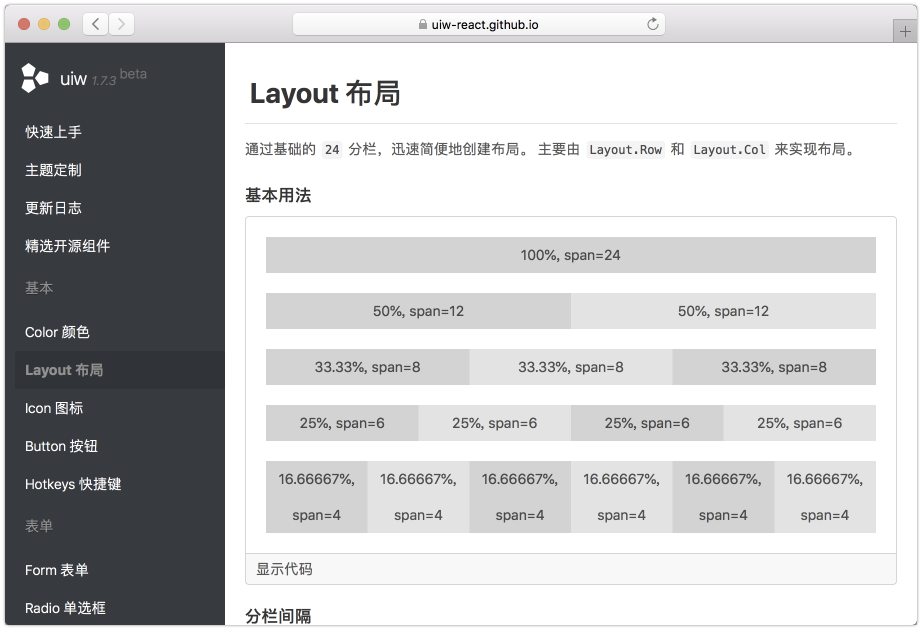 uiw-react.github.io
uiw 1.7.3 beta
快速上手
主题定制
更新日志
精选开源组件
基本
Color 颜色
Layout 布局
Icon 图标
Button 按钮
Hotkeys 快捷键
表单
Form 表单
Radio 单选框
Layout 布局
通过基础的 24 分栏，迅速简便地创建布局。 主要由 Layout.Row 和 Layout.Col 来实现布局。
基本用法
100%, span=24
50%, span=12 50%, span=12
33.33%, span=8 33.33%, span=8 33.33%, span=8
25%, span=6 25%, span=6 25%, span=6 25%, span=6
16.66667%, 16.66667%, 16.66667%, 16.66667%, 16.66667%, 16.66667%,
span=4 span=4 span=4 span=4 span=4 span=4
显示代码
分栏间隔